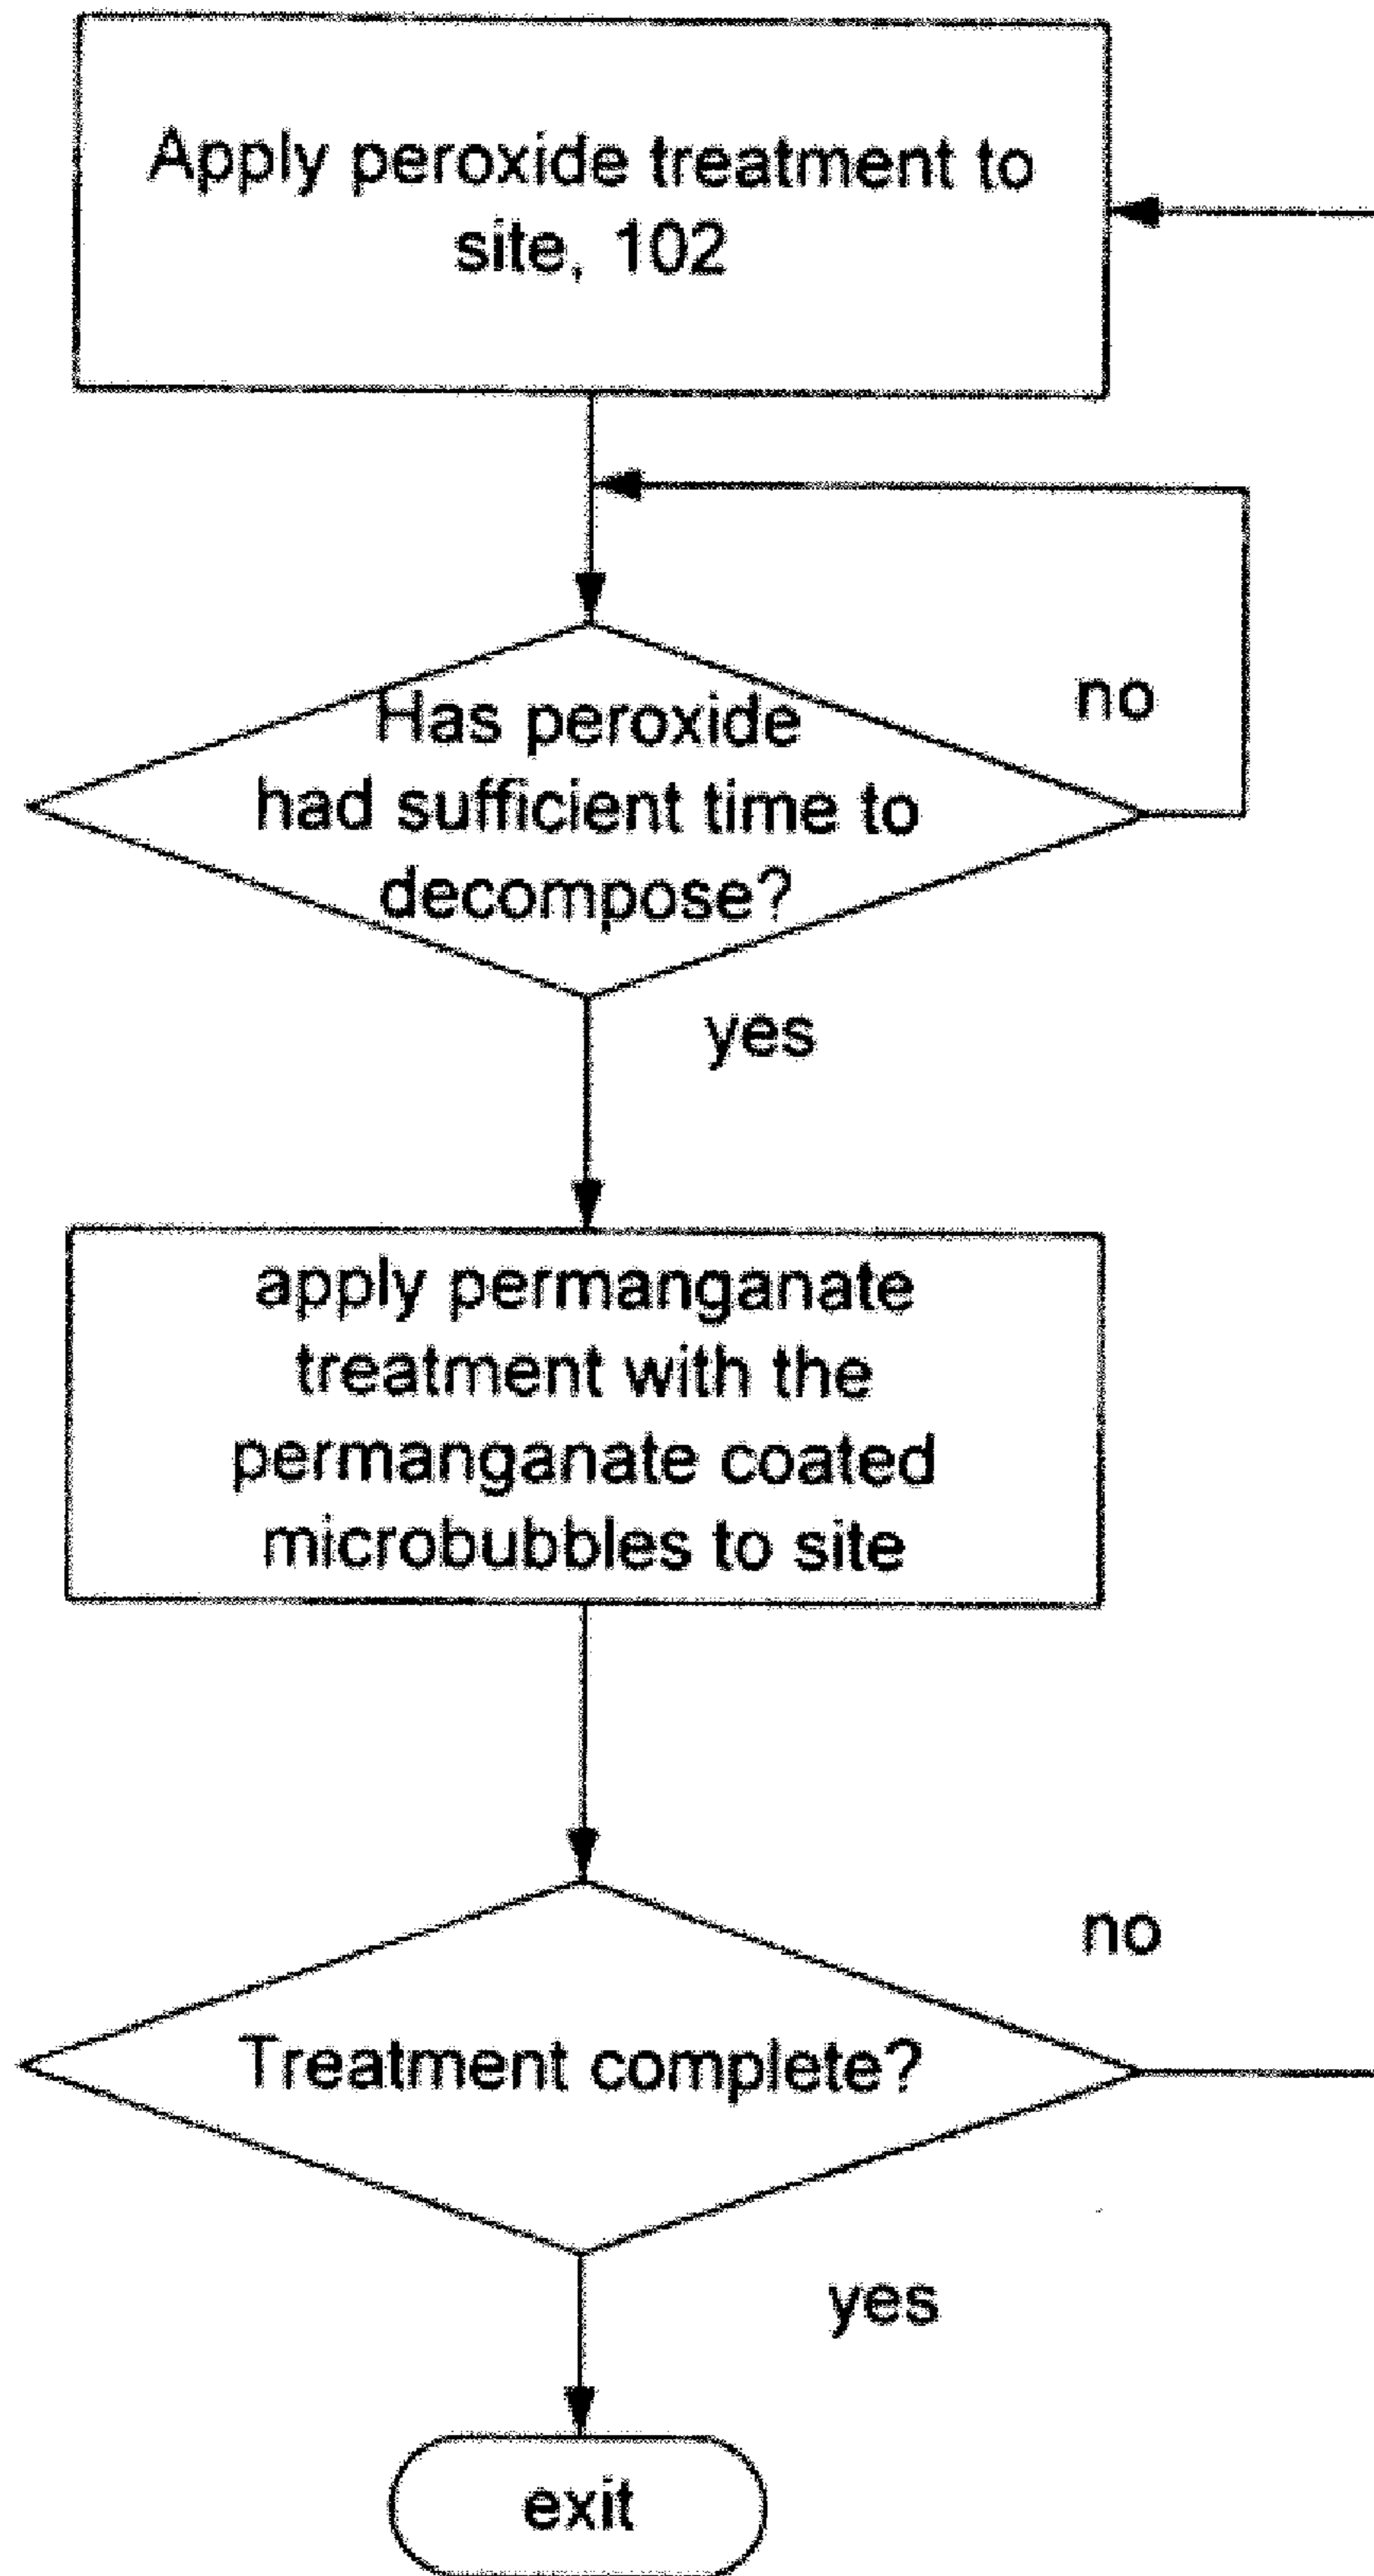 Apply peroxide treatment to
site, 102
Has peroxide
had sufficient time to
decompose?
no
yes
apply permanganate
treatment with the
permanganate coated
microbubbles to site
no
Treatment complete?
yes
exit